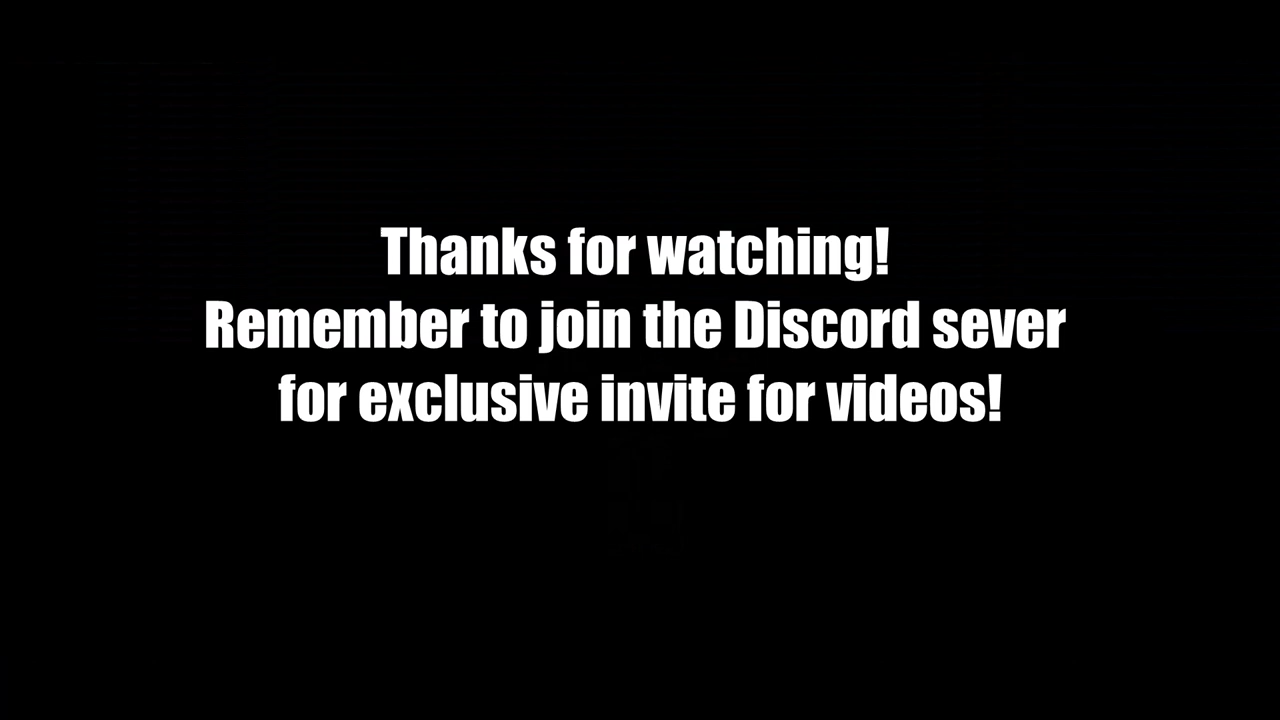 Thanks for watching!
Remember to join the Discord sever
for exclusive invite for videos!